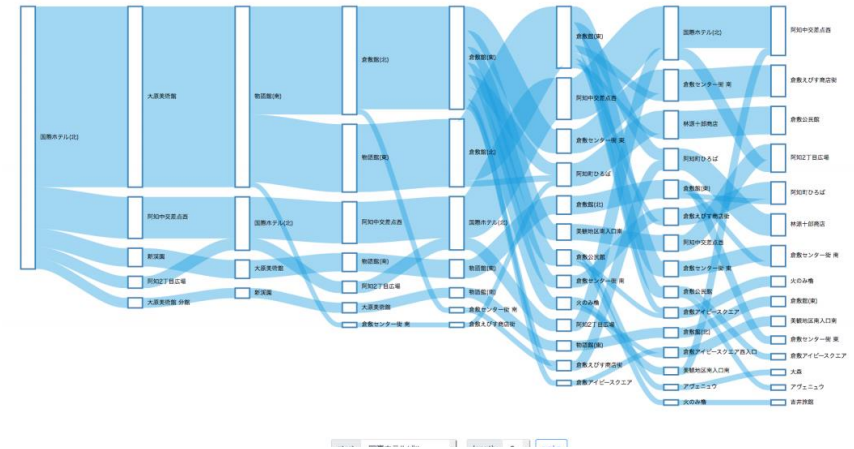 国際ホテル(北)
大原美術館
阿知中交差点西
新渓園
阿知2丁目広場
大原美術館 分館
物語館(東)
国際ホテル(北)
大原美術館
新渓園
倉敷館(北)
物語館(東)
阿知中交差点西
物語館(東)
阿知2丁目広場
大原美術館
倉敷センター街 東
倉敷館(東)
倉敷館(北)
国際ホテル(北)
物語館(東)
物語館(南)
倉敷センター街 南
倉敷えびす商店街
倉敷館(東)
阿知中交差点西
倉敷センター街 東
阿知町ひろば
倉敷館(北)
美観地区南入口東
倉敷公民館
倉敷センター街 南
火のみ櫓
阿知2丁目広場
物語館(東)
倉敷えびす商店街
倉敷アイビースクエア
国際ホテル(北)
倉敷センター街 南
林源十郎商店
阿知町ひろば
倉敷館(東)
倉敷えびす商店街
阿知中交差点西
倉敷センター街 東
倉敷公民館
倉敷アイビースクエア
倉敷館(北)
倉敷アイビースクエア西入口
美観地区南入口東
アヴェニュウ
火のみ櫓
阿知中交差点西
倉敷えびす商店街
倉敷公民館
阿知2丁目広場
阿知町ひろば
林源十郎商店
倉敷センター街 南
火のみ櫓
倉敷館(東)
美観地区南入口東
倉敷センター街 東
倉敷アイビースクエア
大森
アヴェニュウ
吉井旅館